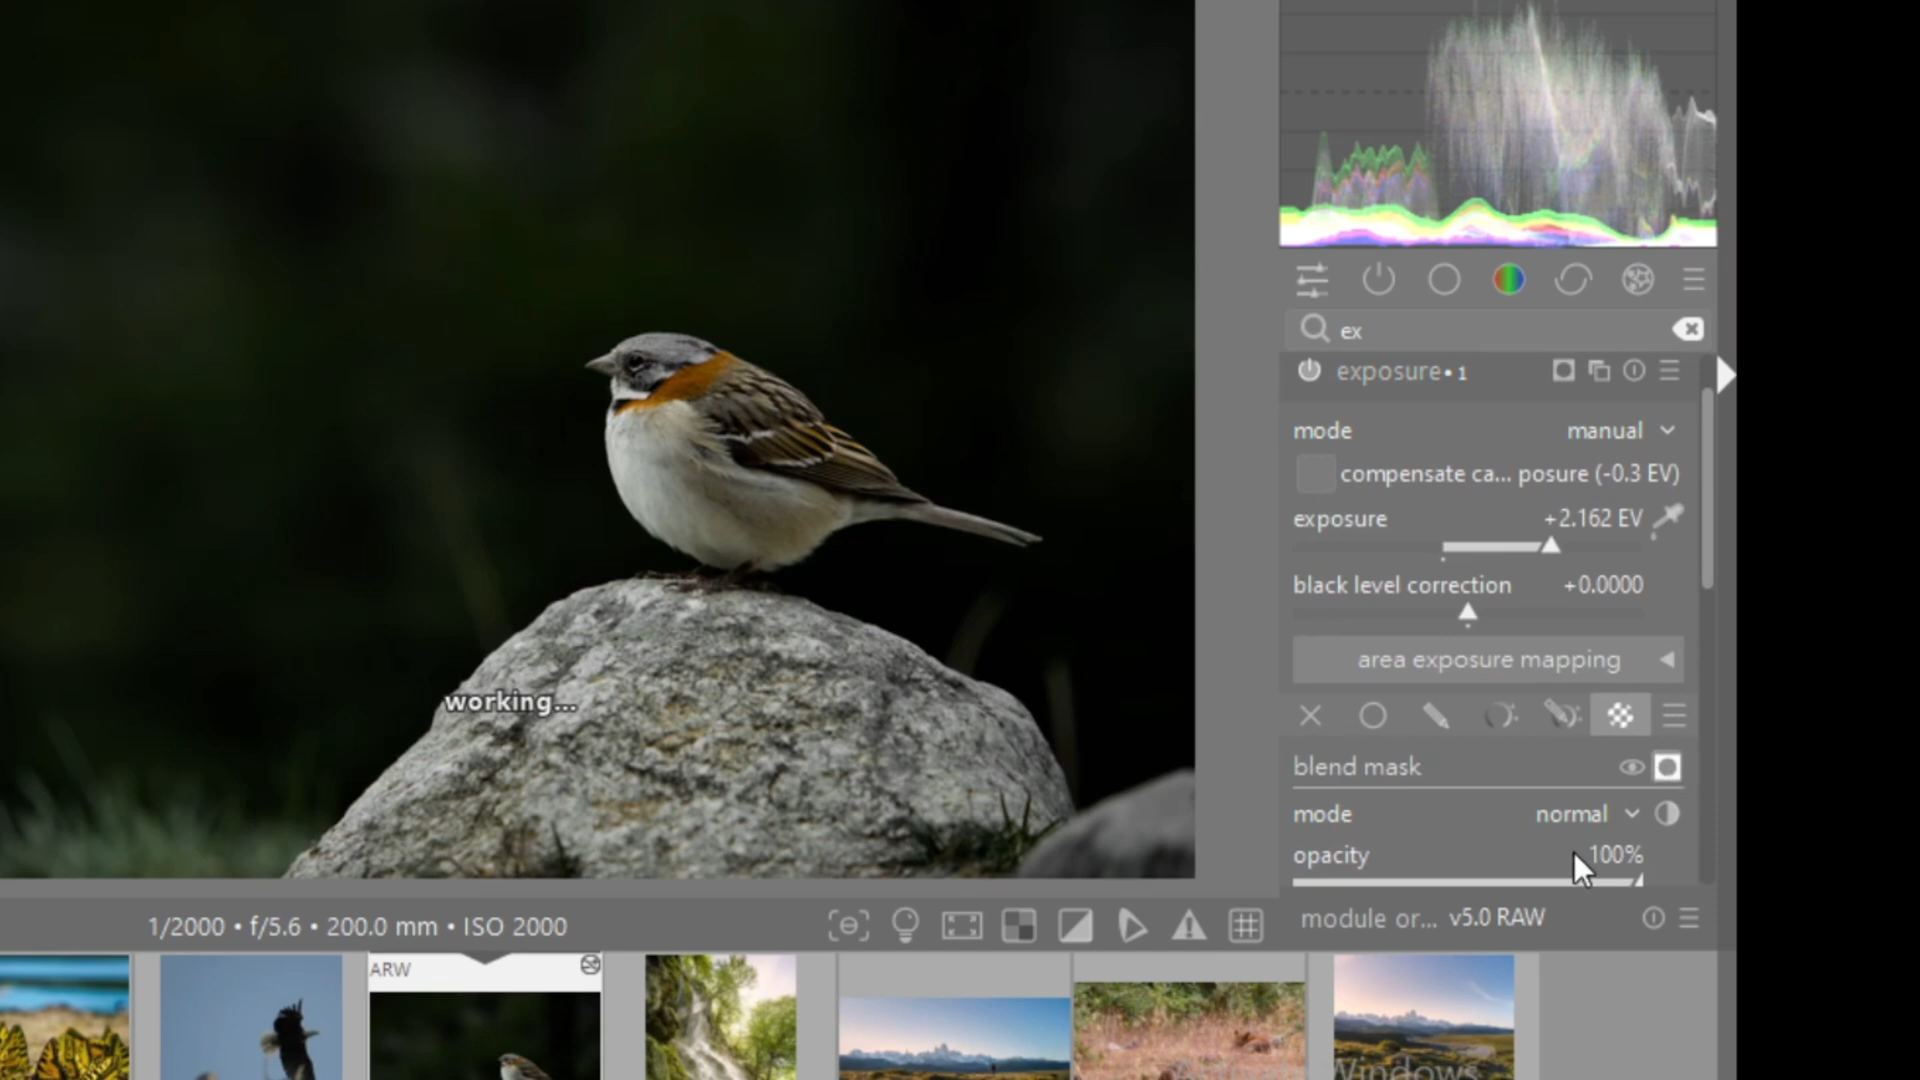 ex
exposure• 1
mode manual
compensate ca... posure (-0.3 EV)
exposure +2.162 EV
black level correction +0.0000
area exposure mapping
working...
blend mask
mode normal
opacity 100%
1/2000 • f/5.6 • 200.0 mm • ISO 2000
module or... v5.0 RAW
ARW
Windows